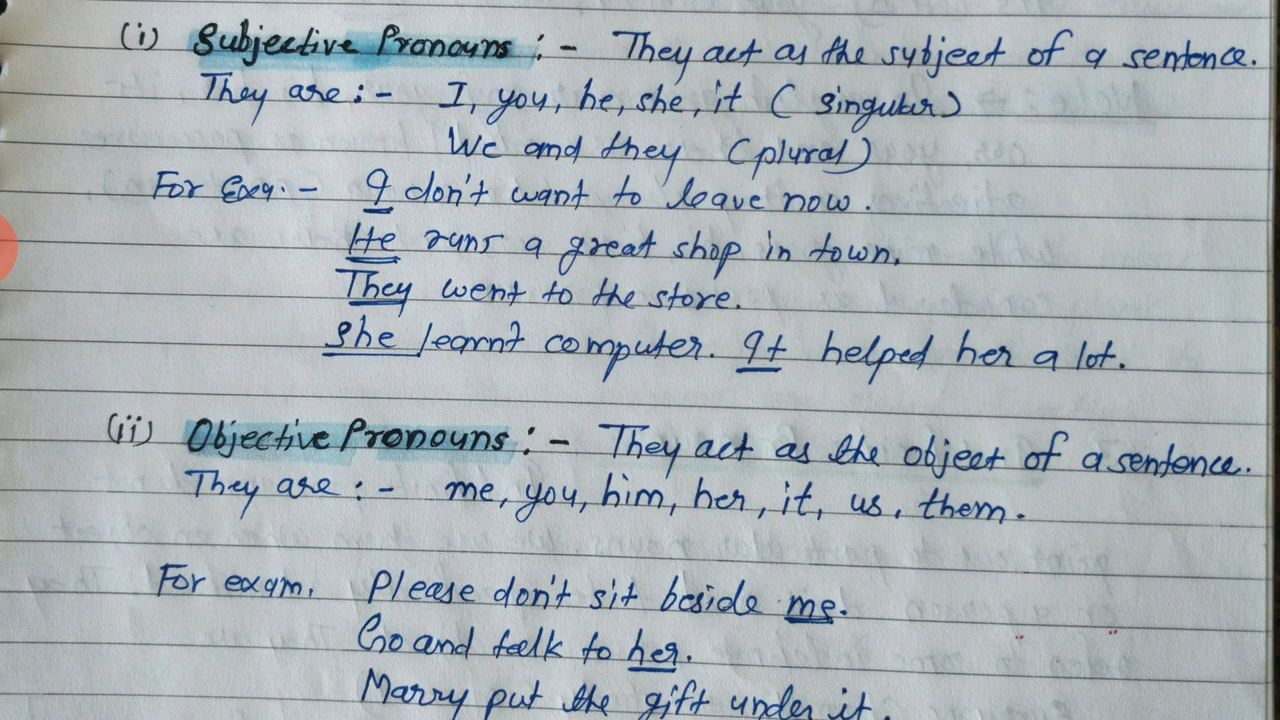 (i) Subjective Pronouns :- They act as the subject of a sentence.
They are :- I, you, he, she, it ( singular)
We and they (plural)
For Exa. - I don't want to leave now.
He runs a great shop in town.
They went to the store.
She learnt computer. It helped her a lot.
(ii) Objective Pronouns :- They act as the object of a sentence.
They are :- me, you, him, her, it, us, them.
For exam. Please don't sit beside me.
Go and talk to her.
Marry put the gift under it.